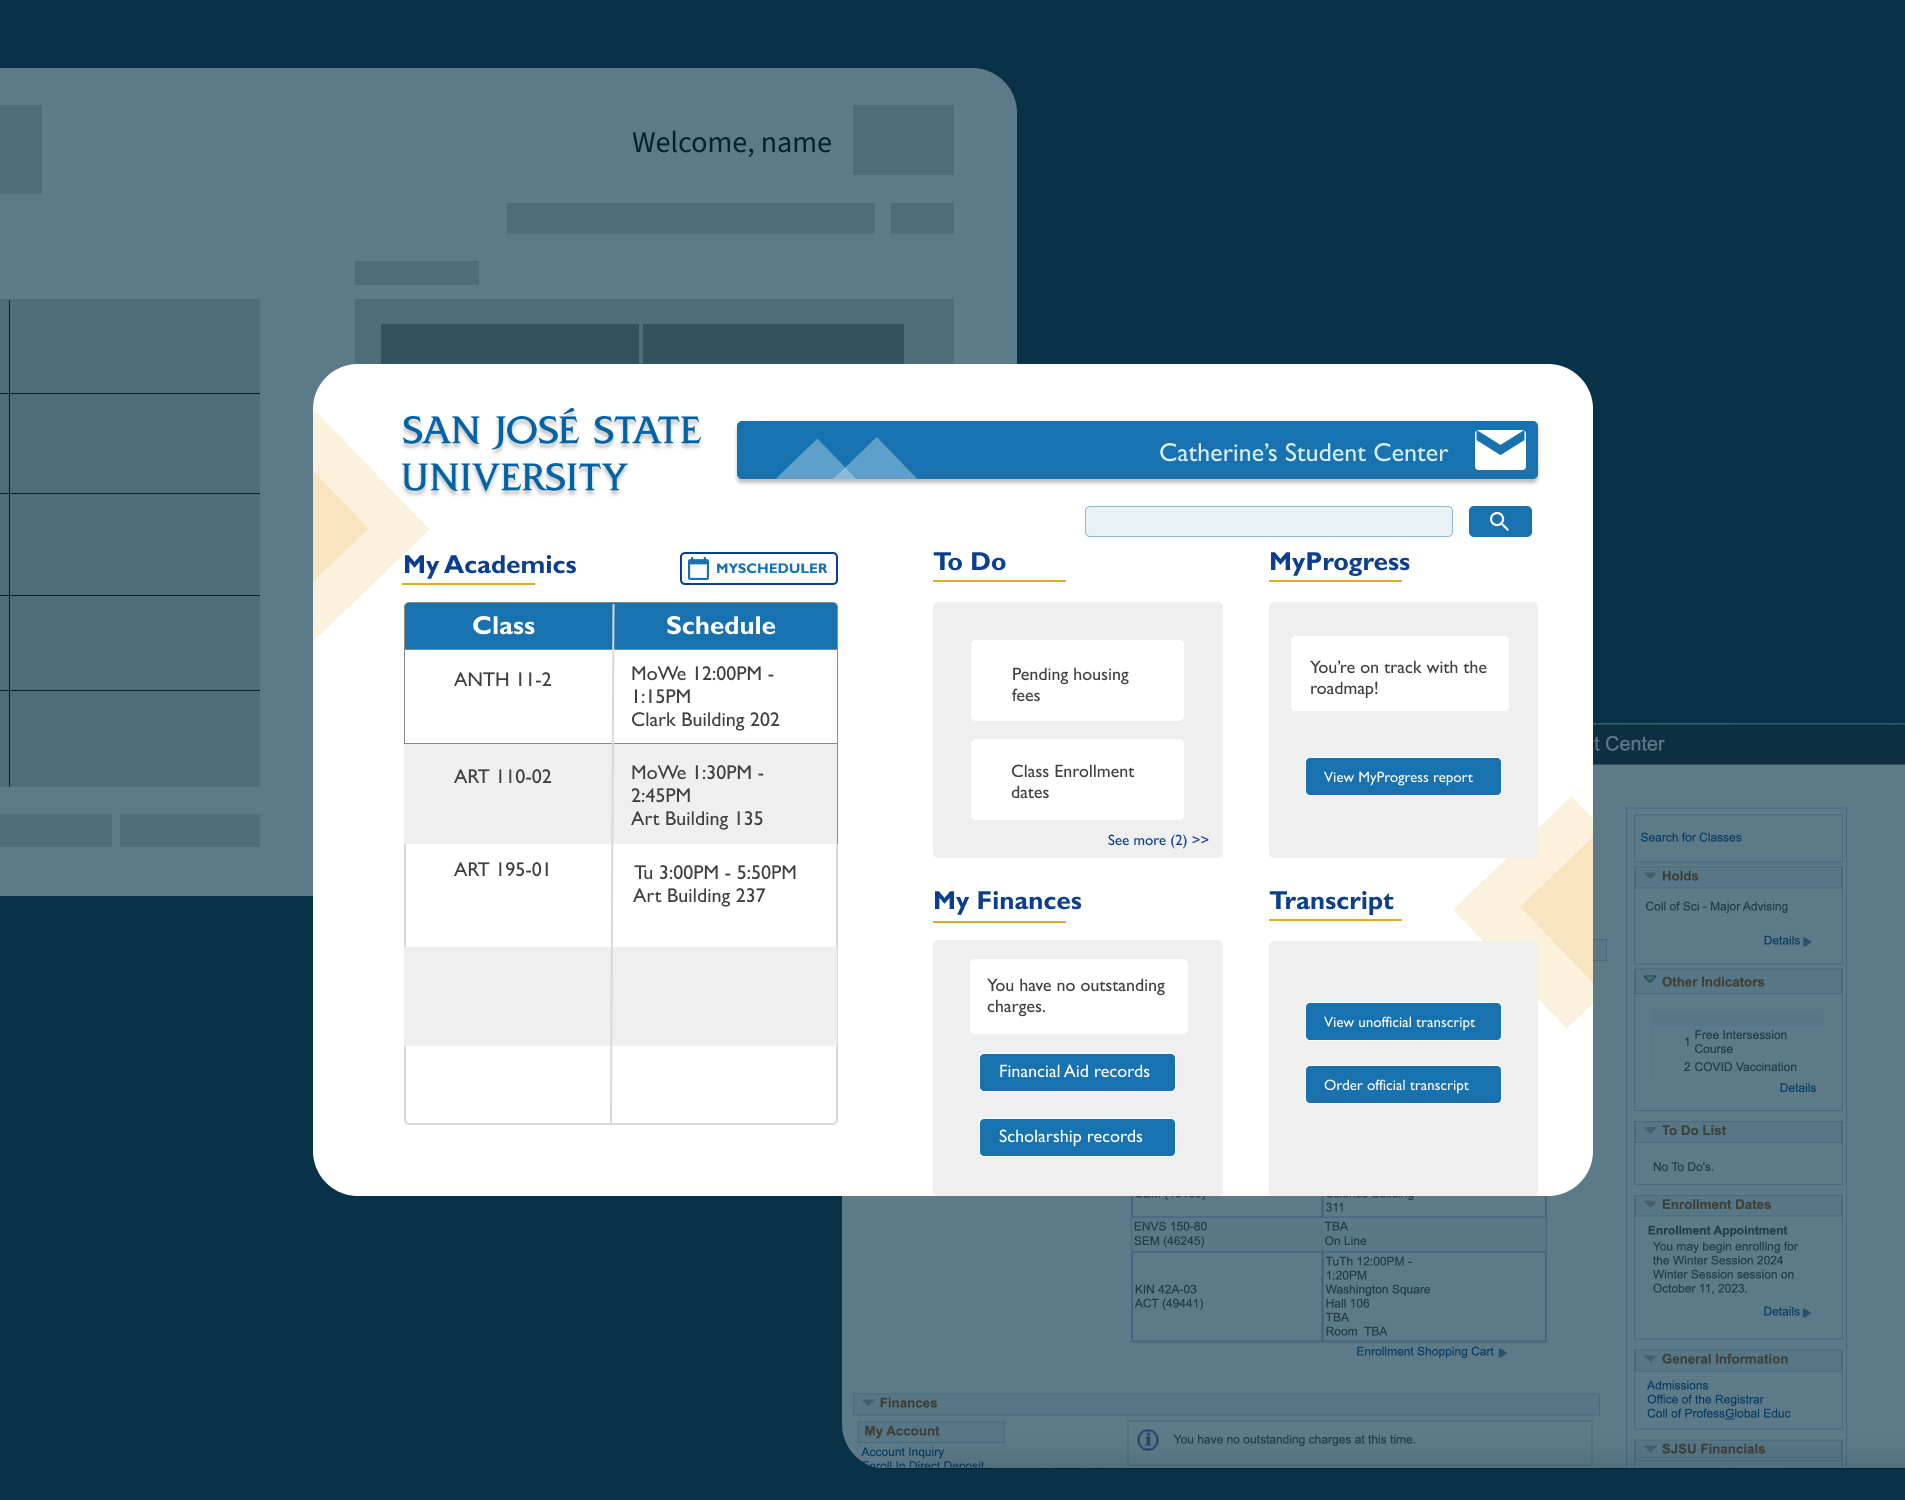 Welcome, name
SAN JOSÉ STATE
UNIVERSITY
Catherine's Student Center
My Academics
MYSCHEDULER
Class
Schedule
ANTH 11-2
MoWe 12:00PM -
1:15PM
Clark Building 202
ART 110-02
MoWe 1:30PM -
2:45PM
Art Building 135
ART 195-01
Tu 3:00PM - 5:50PM
Art Building 237
To Do
Pending housing
fees
Class Enrollment
dates
See more (2) >>
MyProgress
You're on track with the
roadmap!
View MyProgress report
My Finances
You have no outstanding
charges.
Financial Aid records
Scholarship records
Transcript
View unofficial transcript
Order official transcript
t Center
Search for Classes
Holds
Coll of Sci - Major Advising
Details
Other Indicators
1 Free Intersession
Course
2 COVID Vaccination
Details
To Do List
No To Do's.
Enrollment Dates
Enrollment Appointment
You may begin enrolling for
the Winter Session 2024
Winter Session session on
October 11, 2023.
Details
General Information
Admissions
Office of the Registrar
Coll of ProfessGlobal Educ
SJSU Financials
311
ENVS 150-80
SEM (46245)
TBA
On Line
KIN 42A-03
ACT (49441)
TuTh 12:00PM -
1:20PM
Washington Square
Hall 106
TBA
Room TBA
Enrollment Shopping Cart
Finances
My Account
Account Inquiry
Enroll In Direct Deposit
You have no outstanding charges at this time.